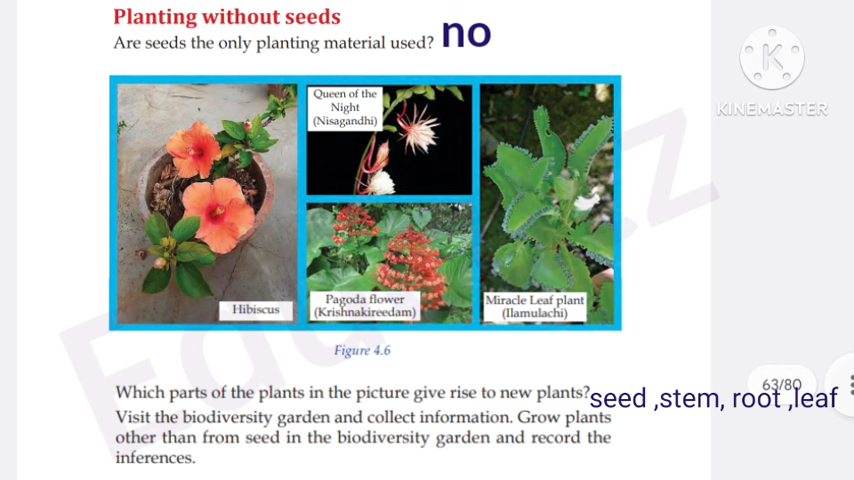 Planting without seeds
Are seeds the only planting material used? no
Queen of the
Night
(Nisagandhi)
Hibiscus
Pagoda flower
(Krishnakireedam)
Miracle Leaf plant
(Ilamulachi)
Figure 4.6
KINEMASTER
63/80
Which parts of the plants in the picture give rise to new plants? seed ,stem, root ,leaf
Visit the biodiversity garden and collect information. Grow plants
other than from seed in the biodiversity garden and record the
inferences.